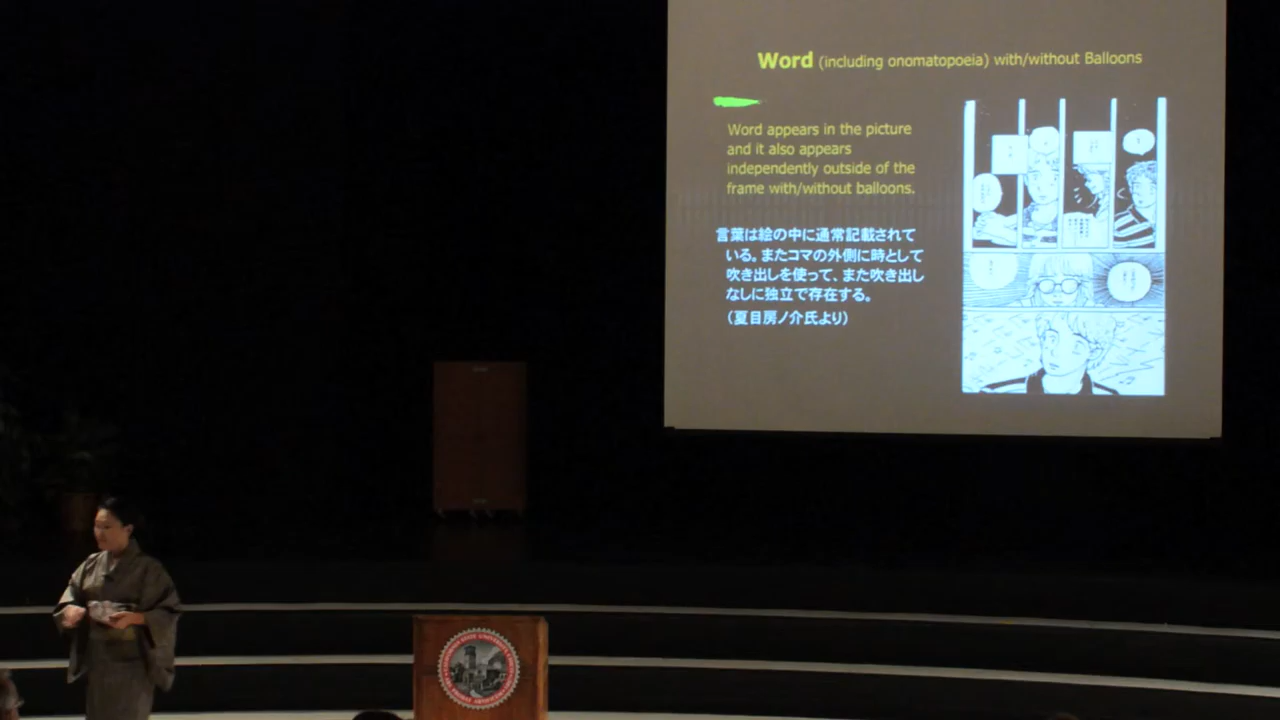 Word (including onomatopoeia) with/without Balloons
Word appears in the picture
and it also appears
independently outside of the
frame with/without balloons.
言葉は絵の中に通常記載されて
いる。またコマの外側に時として
吹き出しを使って、また吹き出し
なしに独立で存在する。
(夏目房ノ介氏より)